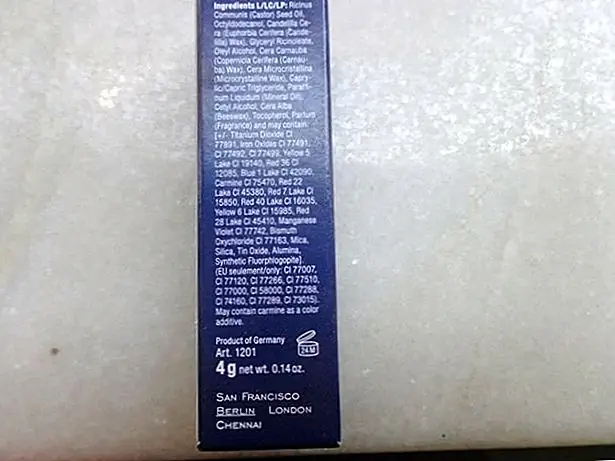 Ingredients L/LC/LP: Ricinus
Communis (Castor) Seed Oil,
Octyldodecanol, Candelilla Ce-
ra (Euphorbia Cerifera (Cande-
lilla) Wax), Glyceryl Ricinoleate,
Oleyl Alcohol, Cera Carnauba
(Copernicia Cerifera (Carnau-
ba) Wax), Cera Microcristallina
(Microcrystalline Wax), Capry-
lic/Capric Triglyceride, Paraffi-
num Liquidum (Mineral Oil),
Cetyl Alcohol, Cera Alba
(Beeswax), Tocopherol, Parfum
(Fragrance) and may contain:
[+/- Titanium Dioxide CI
77891, Iron Oxides CI 77491,
CI 77492, CI 77499, Yellow 5
Lake CI 19140, Red 36 CI
12085, Blue 1 Lake CI 42090,
Carmine CI 75470, Red 22
Lake CI 45380, Red 7 Lake CI
15850, Red 40 Lake CI 16035,
Yellow 6 Lake CI 15985, Red
28 Lake CI 45410, Manganese
Violet CI 77742, Bismuth
Oxychloride CI 77163, Mica,
Silica, Tin Oxide, Alumina,
Synthetic Fluorphlogopite].
(EU seulement/only: CI 77007,
CI 77120, CI 77266, CI 77510,
CI 77000, CI 58000, CI 77288,
CI 74160, CI 77289, CI 73015).
May contain carmine as a color
additive.
Product of Germany
Art. 1201
24M
4 g net wt. 0.14 oz.
SAN FRANCISCO
BERLIN LONDON
CHENNAI